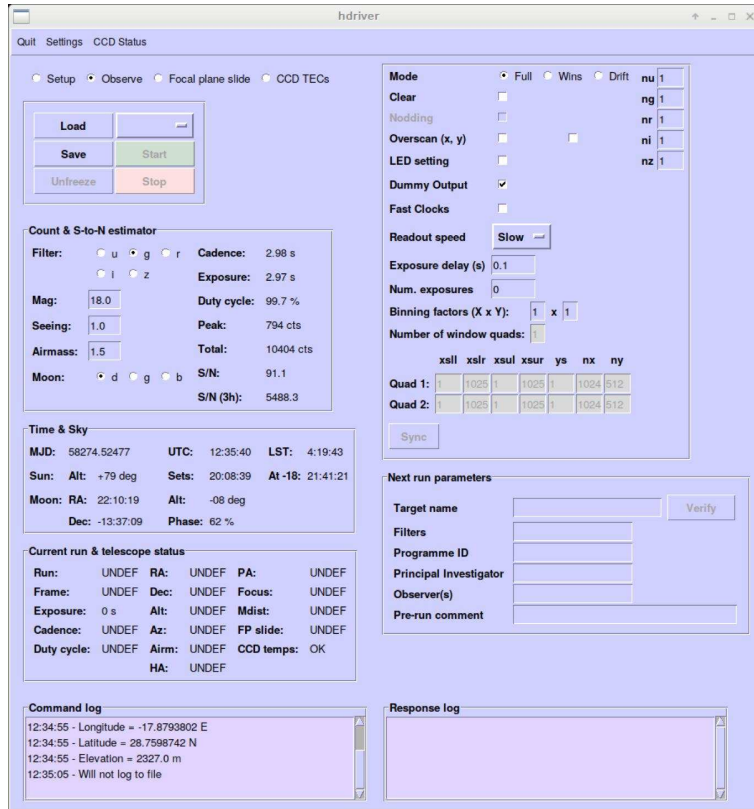 hdriver
Quit Settings CCD Status
Setup Observe Focal plane slide CCD TECs
Load
Save Start
Unfreeze Stop
Count & S-to-N estimator
Filter: u g r Cadence: 2.98 s
i z Exposure: 2.97 s
Mag: 18.0 Duty cycle: 99.7 %
Seeing: 1.0 Peak: 794 cts
Airmass: 1.5 Total: 10404 cts
Moon: d g b S/N: 91.1
S/N (3h): 5488.3
Time & Sky
MJD: 58274.52477 UTC: 12:35:40 LST: 4:19:43
Sun: Alt: +79 deg Sets: 20:08:39 At -18: 21:41:21
Moon: RA: 22:10:19 Alt: -08 deg
Dec: -13:37:09 Phase: 62 %
Current run & telescope status
Run: UNDEF RA: UNDEF PA: UNDEF
Frame: UNDEF Dec: UNDEF Focus: UNDEF
Exposure: 0 s Alt: UNDEF Mdist: UNDEF
Cadence: UNDEF Az: UNDEF FP slide: UNDEF
Duty cycle: UNDEF Airm: UNDEF CCD temps: OK
HA: UNDEF
Mode Full Wins Drift nu 1
Clear ng 1
Nodding nr 1
Overscan (x, y) ni 1
LED setting nz 1
Dummy Output
Fast Clocks
Readout speed Slow
Exposure delay (s) 0.1
Num. exposures 0
Binning factors (X x Y): 1 x 1
Number of window quads: 1
xsll xslr xsul xsur ys nx ny
Quad 1: 1 1025 1 1025 1 1024 512
Quad 2: 1 1025 1 1025 1 1024 512
Sync
Next run parameters
Target name Verify
Filters
Programme ID
Principal Investigator
Observer(s)
Pre-run comment
Command log
12:34:55 - Longitude = -17.8793802 E
12:34:55 - Latitude = 28.7598742 N
12:34:55 - Elevation = 2327.0 m
12:35:05 - Will not log to file
Response log